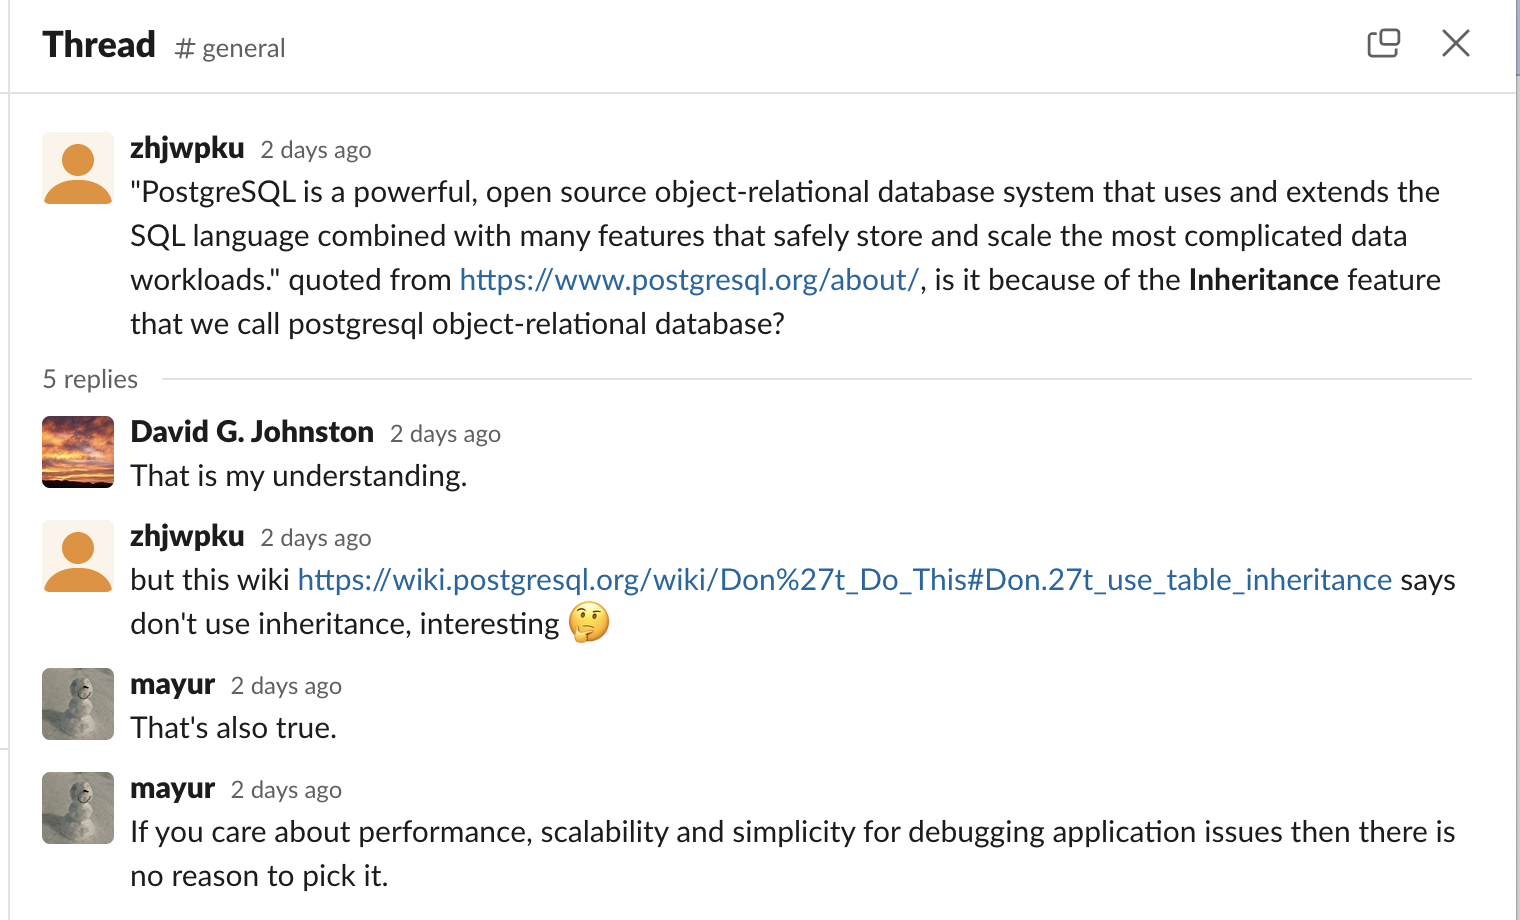 Thread # general
zhjwpku 2 days ago
"PostgreSQL is a powerful, open source object-relational database system that uses and extends the
SQL language combined with many features that safely store and scale the most complicated data
workloads." quoted from https://www.postgresql.org/about/, is it because of the Inheritance feature
that we call postgresql object-relational database?
5 replies
David G. Johnston 2 days ago
That is my understanding.
zhjwpku 2 days ago
but this wiki https://wiki.postgresql.org/wiki/Don%27t_Do_This#Don.27t_use_table_inheritance says
don't use inheritance, interesting 🤔
mayur 2 days ago
That's also true.
mayur 2 days ago
If you care about performance, scalability and simplicity for debugging application issues then there is
no reason to pick it.